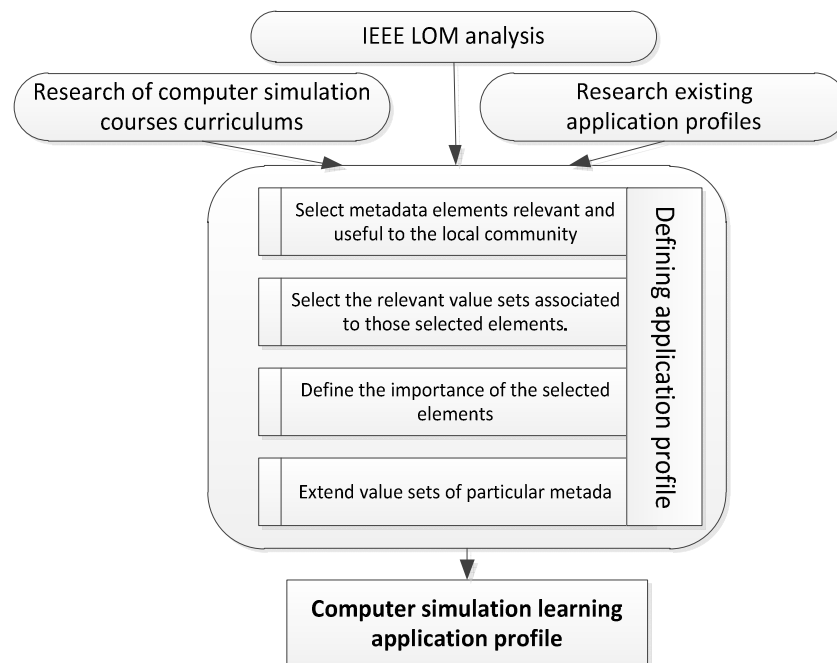 IEEE LOM analysis
Research of computer simulation
courses curriculums
Research existing
application profiles
Select metadata elements relevant and
useful to the local community
Select the relevant value sets associated
to those selected elements.
Define the importance of the selected
elements
Extend value sets of particular metada
Defining application profile
Computer simulation learning
application profile